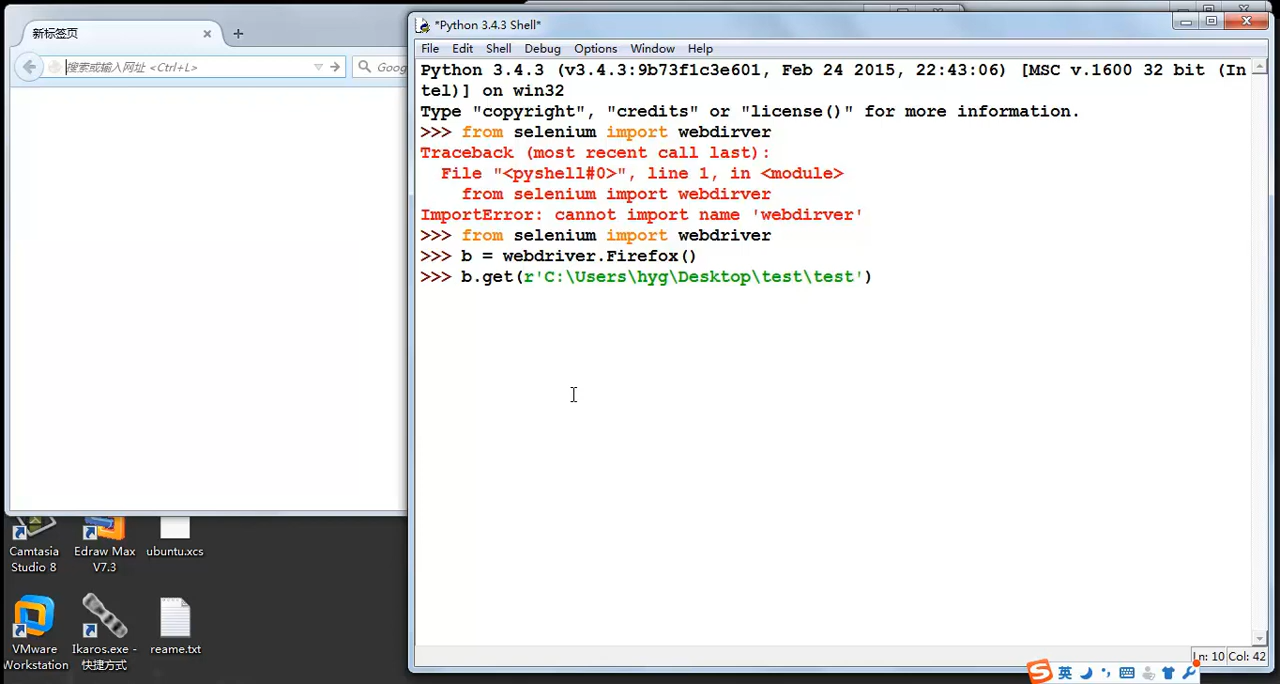 新标签页
搜索或输入网址 <Ctrl+L>
Goog
*Python 3.4.3 Shell*
File Edit Shell Debug Options Window Help
Python 3.4.3 (v3.4.3:9b73f1c3e601, Feb 24 2015, 22:43:06) [MSC v.1600 32 bit (In
tel)] on win32
Type "copyright", "credits" or "license()" for more information.
>>> from selenium import webdirver
Traceback (most recent call last):
  File "<pyshell#0>", line 1, in <module>
    from selenium import webdirver
ImportError: cannot import name 'webdirver'
>>> from selenium import webdriver
>>> b = webdriver.Firefox()
>>> b.get(r'C:\Users\hyg\Desktop\test\test')
Ln: 10 Col: 42
Camtasia
Studio 8
Edraw Max
V7.3
ubuntu.xcs
VMware
Workstation
Ikaros.exe -
快捷方式
reame.txt
英